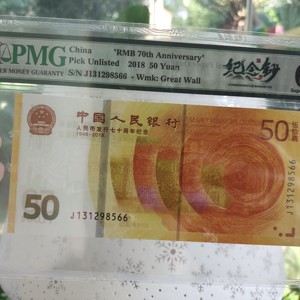 PMG
PAPER MONEY GUARANTY
China "RMB 70th Anniversary"
Pick Unlisted 2018 50 Yuan
S/N J131298566 - Wmk: Great Wall
纪念钞
中国人民银行
人民币发行七十周年纪念
1948-2018
50
50
J131298566
J131298566